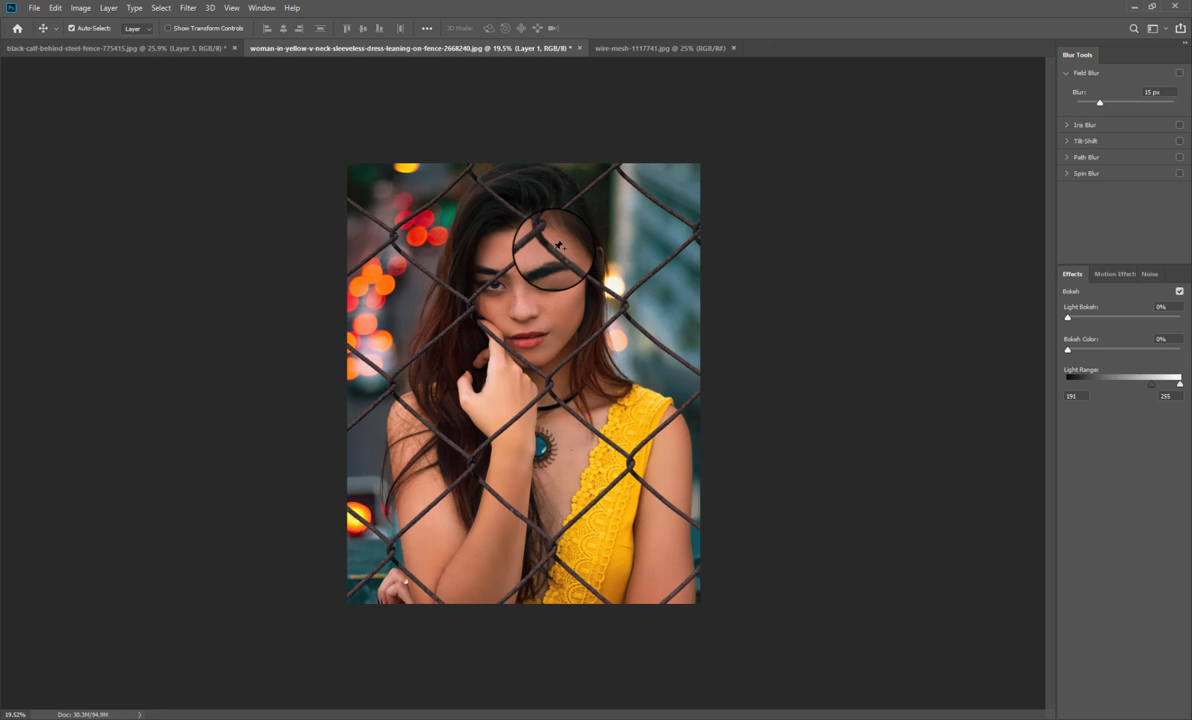 Ps File Edit Image Layer Type Select Filter 3D View Window Help
Auto-Select: Layer Show Transform Controls 3D Mode:
black-calf-behind-steel-fence-775415.jpg @ 25.9% (Layer 3, RGB/8) * woman-in-yellow-v-neck-sleeveless-dress-leaning-on-fence-2668240.jpg @ 19.5% (Layer 1, RGB/8) * wire-mesh-1117741.jpg @ 25% (RGB/8#)
Blur Tools
Field Blur
Blur: 15 px
Iris Blur
Tilt-Shift
Path Blur
Spin Blur
Effects Motion Effect Noise
Bokeh
Light Bokeh: 0%
Bokeh Color: 0%
Light Range:
191 255
19.52% Doc: 30.3M/94.9M